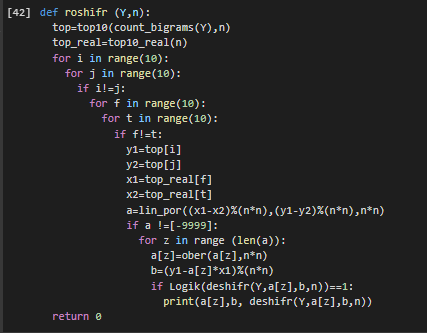 [42] def roshifr (Y,n):
top=top10(count_bigrams(Y),n)
top_real=top10_real(n)
for i in range(10):
for j in range(10):
if i!=j:
for f in range(10):
for t in range(10):
if f!=t:
y1=top[i]
y2=top[j]
x1=top_real[f]
x2=top_real[t]
a=lin_por((x1-x2)%(n*n),(y1-y2)%(n*n),n*n)
if a !=[-9999]:
for z in range (len(a)):
a[z]=ober(a[z],n*n)
b=(y1-a[z]*x1)%(n*n)
if Logik(deshifr(Y,a[z],b,n))==1:
print(a[z],b, deshifr(Y,a[z],b,n))
return 0